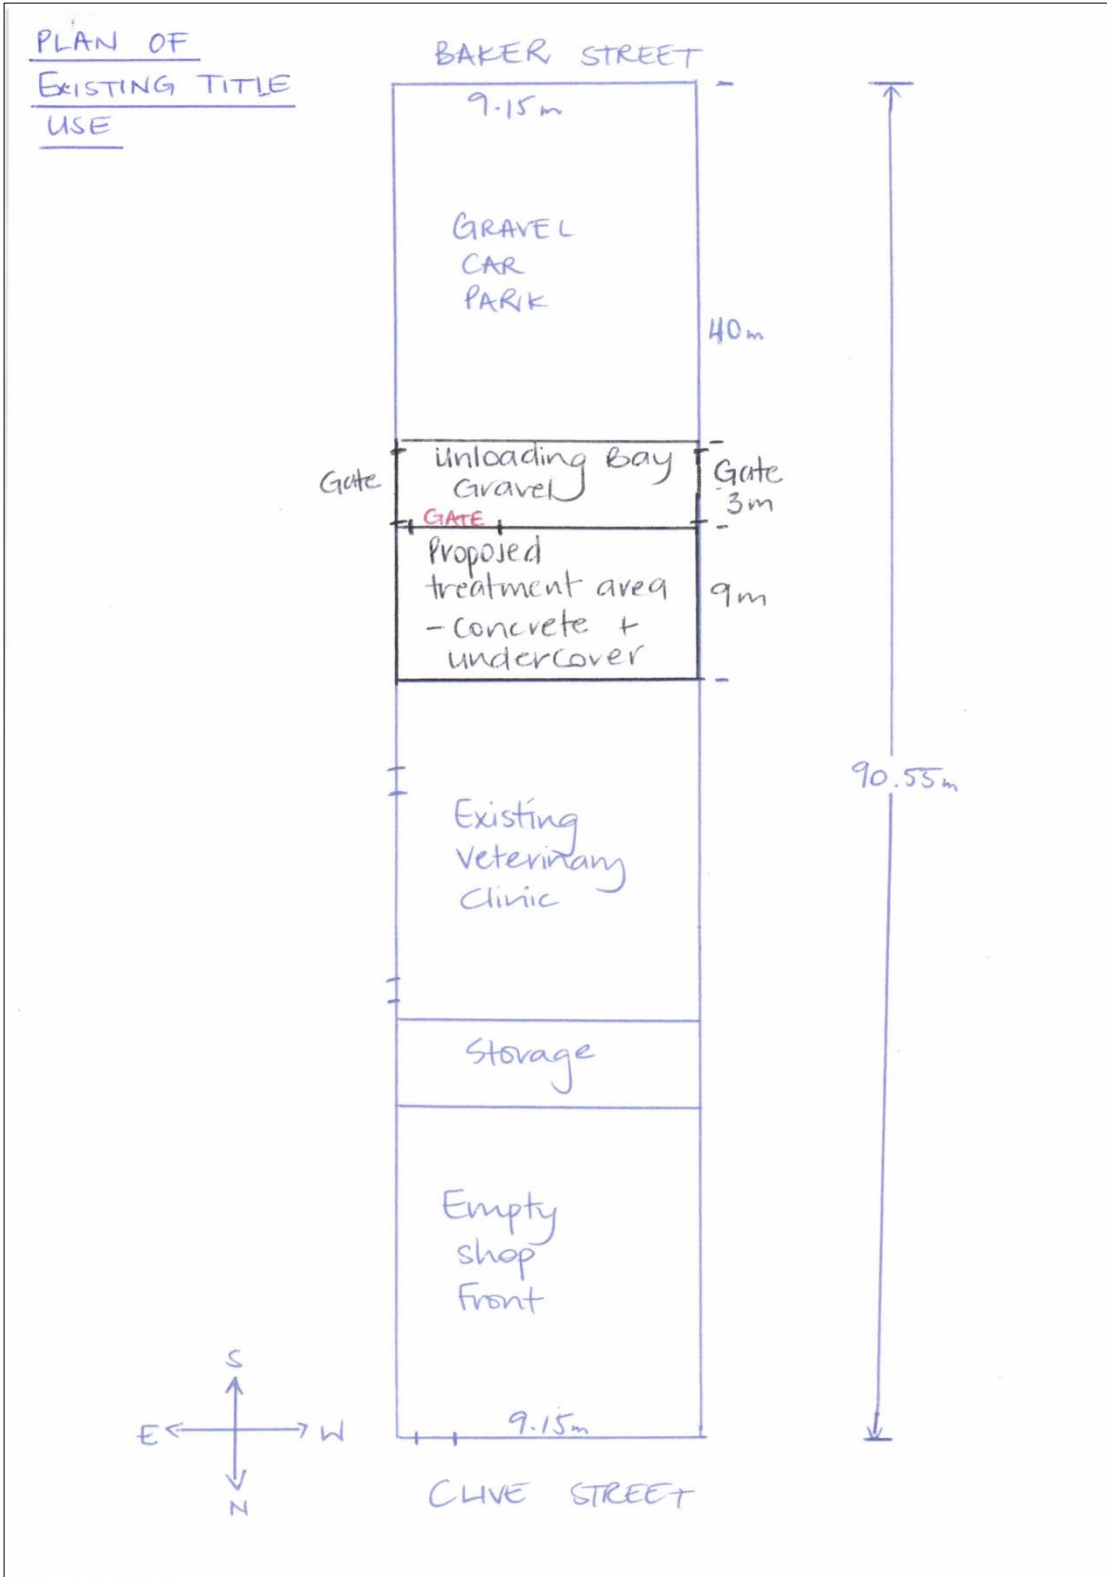 PLAN OF
EXISTING TITLE
USE
BAKER STREET
9.15m
GRAVEL
CAR
PARK
40m
Gate
Unloading Bay
Gravel
Gate
3m
GATE
Proposed
treatment area
- concrete +
undercover
9m
90.55m
Existing
Veterinary
Clinic
Storage
Empty
shop
Front
S
E
W
N
9.15m
CLIVE STREET